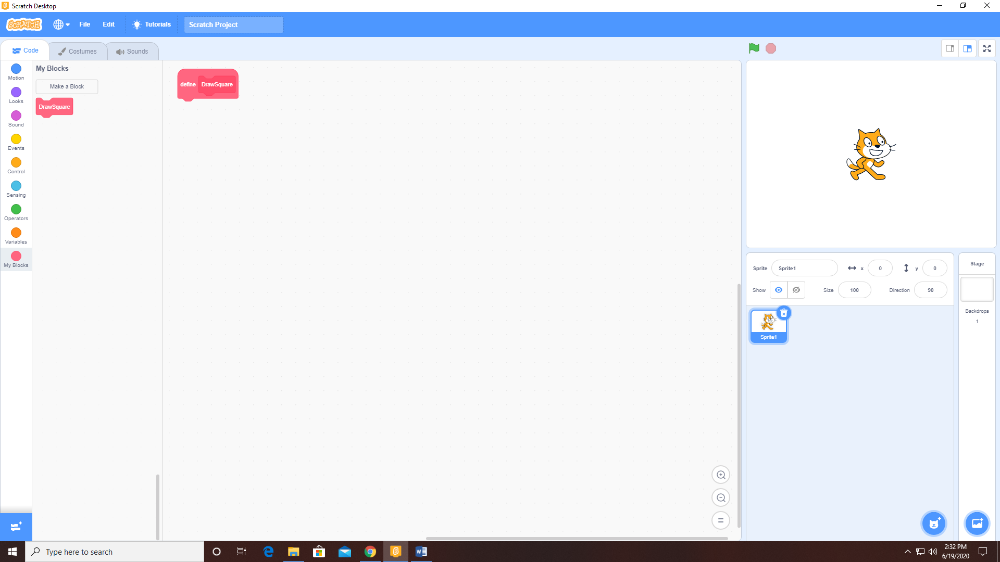 Scratch Desktop
SCRATCH
File
Edit
Tutorials
Scratch Project
Code
Costumes
Sounds
Motion
Looks
Sound
Events
Control
Sensing
Operators
Variables
My Blocks
My Blocks
Make a Block
DrawSquare
define DrawSquare
Sprite Sprite1 x 0 y 0
Show Size 100 Direction 90
Sprite1
Stage
Backdrops
1
Type here to search
2:32 PM
6/19/2020